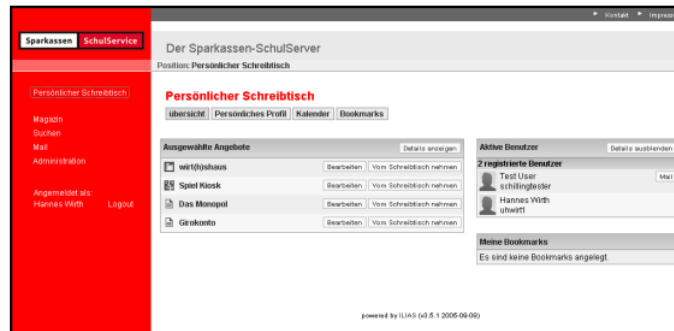 Kontakt Impress
Sparkassen SchulService
Der Sparkassen-SchulServer
Position: Persönlicher Schreibtisch
Persönlicher Schreibtisch
Magazin
Suchen
Mail
Administration
Angemeldet als:
Hannes Wirth Logout
Persönlicher Schreibtisch
übersicht Persönliches Profil Kalender Bookmarks
Ausgewählte Angebote Details anzeigen
wirt(h)shaus Bearbeiten Vom Schreibtisch nehmen
Spiel Kiosk Bearbeiten Vom Schreibtisch nehmen
Das Monopol Bearbeiten Vom Schreibtisch nehmen
Girokonto Bearbeiten Vom Schreibtisch nehmen
Aktive Benutzer Details ausblenden
2 registrierte Benutzer
Test User Mail
schillingtester
Hannes Wirth
uhwirt1
Meine Bookmarks
Es sind keine Bookmarks angelegt.
powered by ILIAS (v3.5.1 2005-09-09)